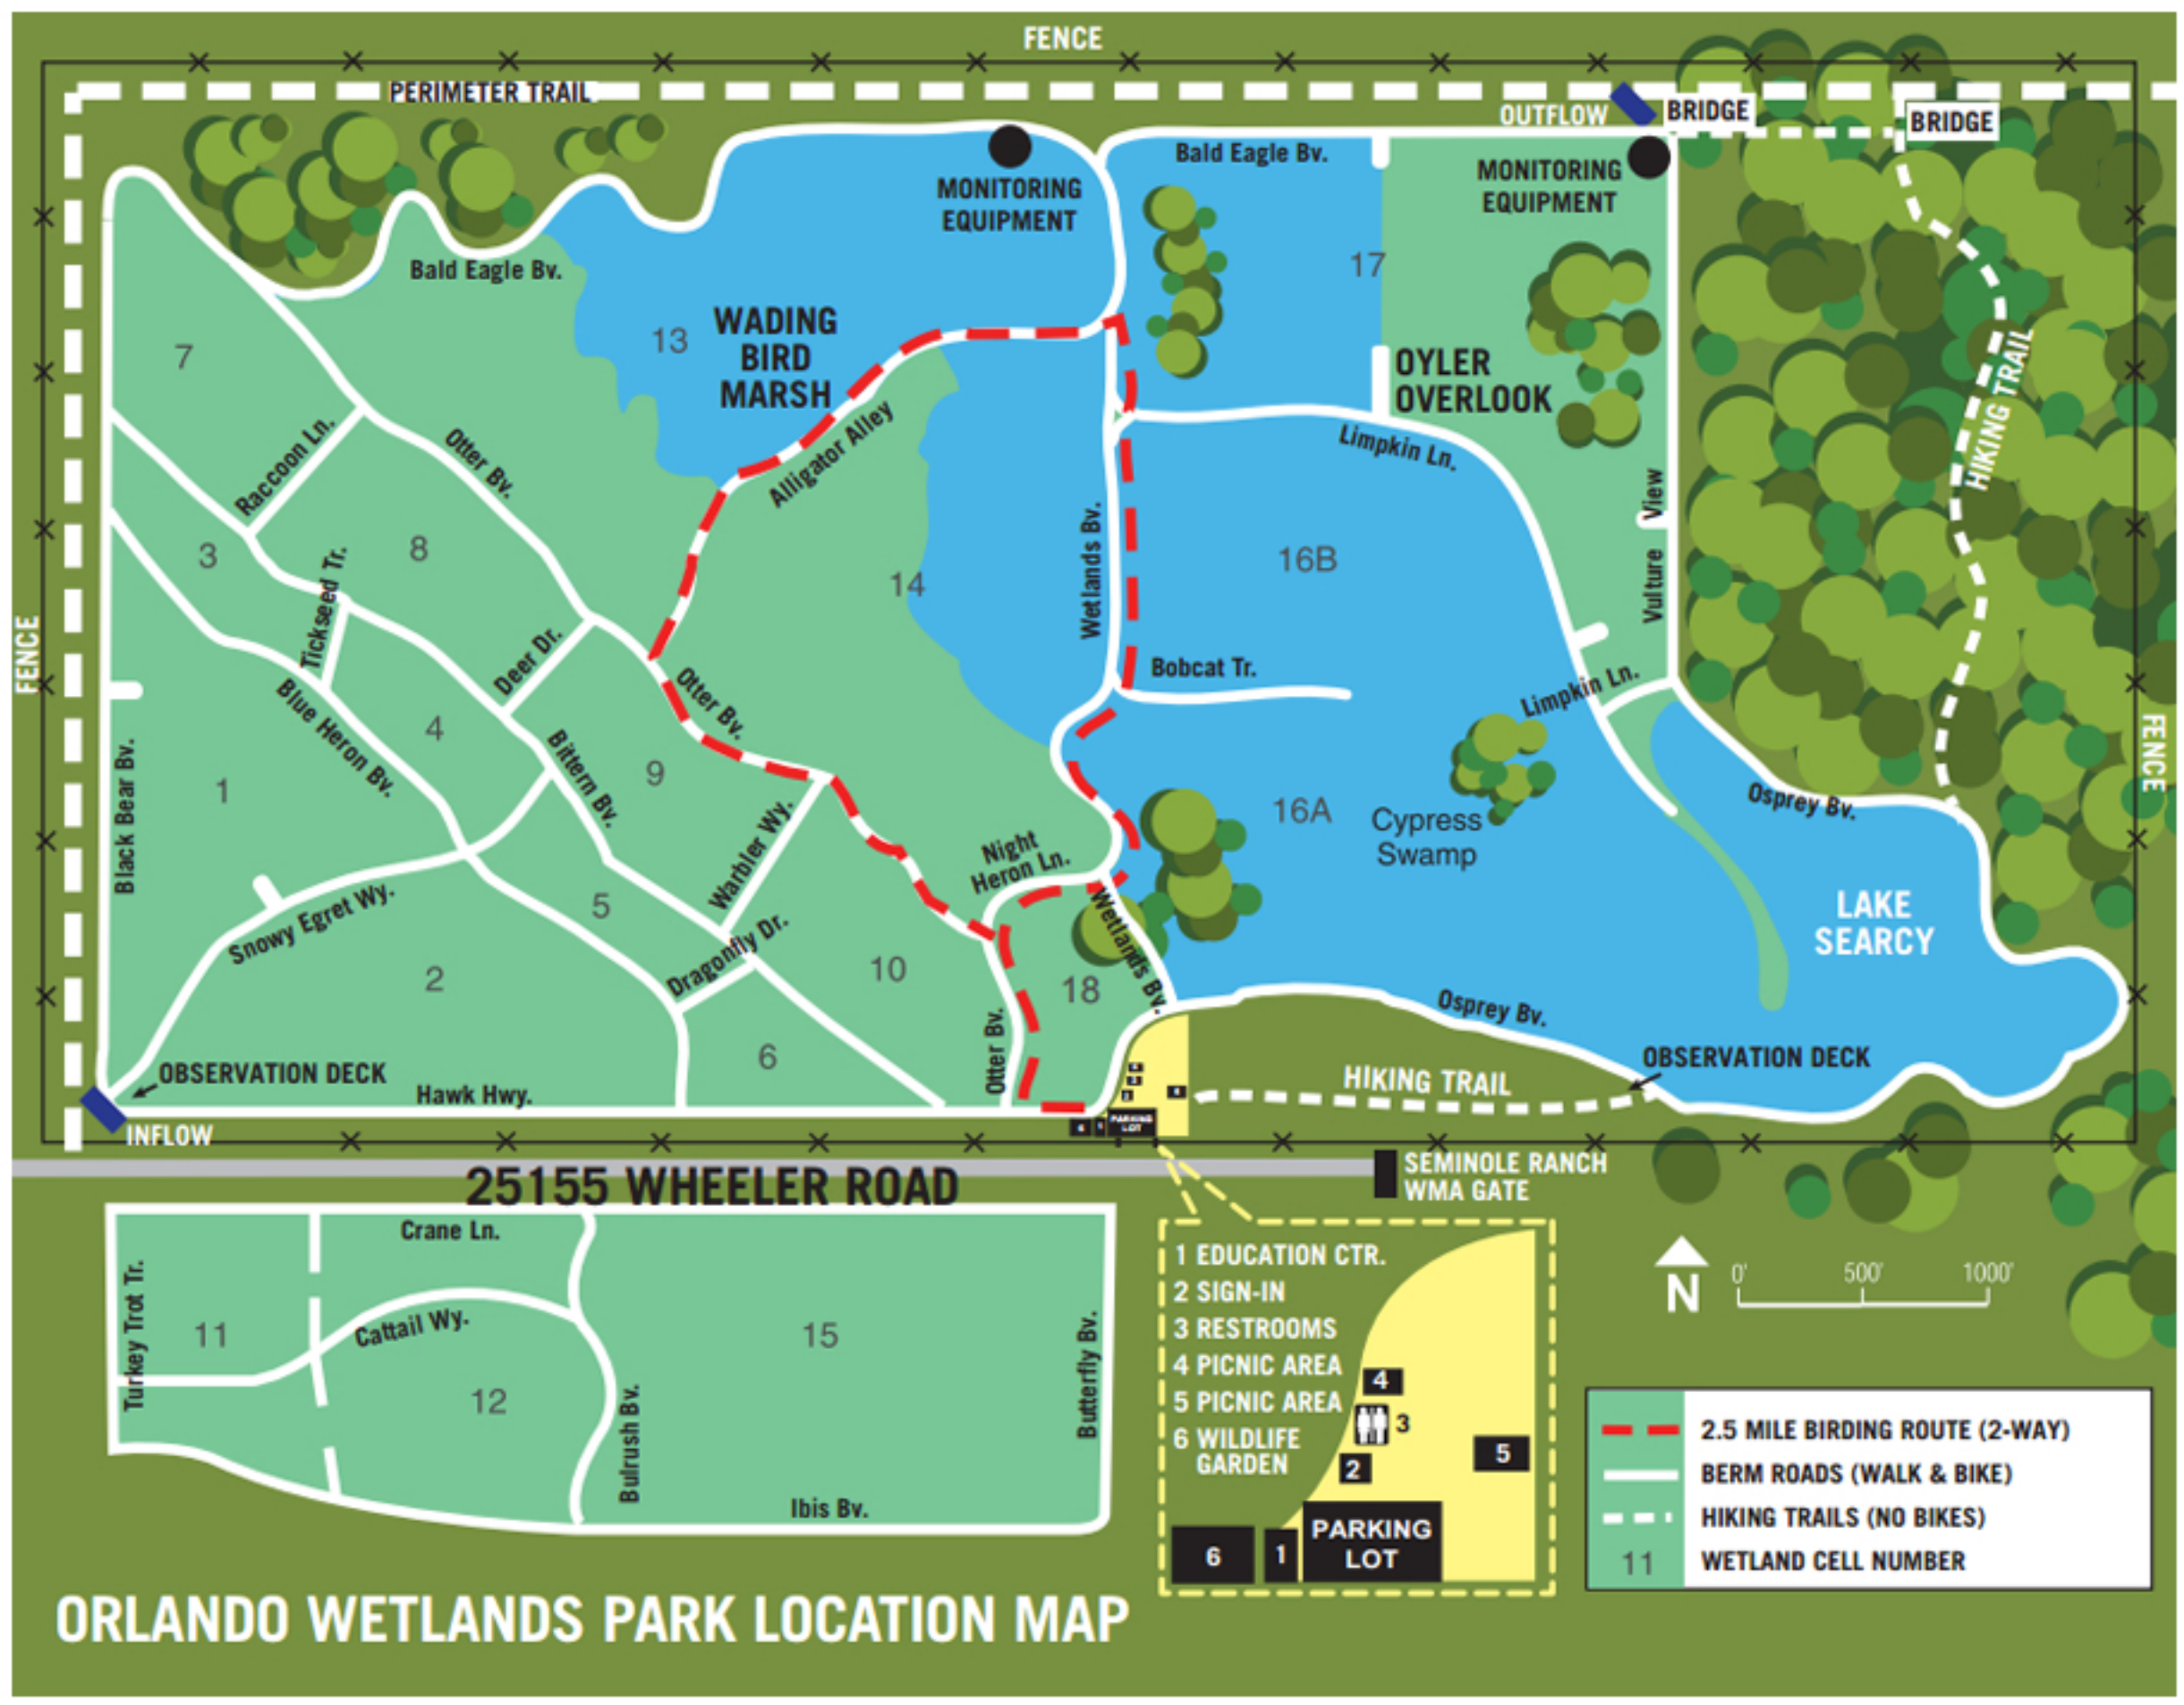 FENCE
PERIMETER TRAIL
OUTFLOW
BRIDGE
BRIDGE
Bald Eagle Bv.
MONITORING
EQUIPMENT
MONITORING
EQUIPMENT
Bald Eagle Bv.
17
7
13
WADING
BIRD
MARSH
OYLER
OVERLOOK
HIKING TRAIL
Raccoon Ln.
Otter Bv.
Alligator Alley
Limpkin Ln.
3
8
14
Wetlands Bv.
16B
Vulture View
FENCE
Tickseed Tr.
Deer Dr.
Bobcat Tr.
Limpkin Ln.
Blue Heron Bv.
4
Otter Bv.
Bittern Bv.
9
FENCE
1
Black Bear Bv.
Warbler Wy.
Night
Heron Ln.
16A
Cypress
Swamp
Osprey Bv.
Snowy Egret Wy.
5
Wetlands Bv.
LAKE
SEARCY
Dragonfly Dr.
2
10
18
Osprey Bv.
6
Otter Bv.
OBSERVATION DECK
OBSERVATION DECK
Hawk Hwy.
HIKING TRAIL
4
3
2
5
6
1
PARKING
LOT
INFLOW
25155 WHEELER ROAD
SEMINOLE RANCH
WMA GATE
Crane Ln.
Turkey Trot Tr.
11
Cattail Wy.
15
12
Bulrush Bv.
Butterfly Bv.
Ibis Bv.
1 EDUCATION CTR.
2 SIGN-IN
3 RESTROOMS
4 PICNIC AREA
5 PICNIC AREA
6 WILDLIFE
GARDEN
4
3
2
5
6
1
PARKING
LOT
N
0'
500'
1000'
2.5 MILE BIRDING ROUTE (2-WAY)
BERM ROADS (WALK & BIKE)
HIKING TRAILS (NO BIKES)
11 WETLAND CELL NUMBER
ORLANDO WETLANDS PARK LOCATION MAP